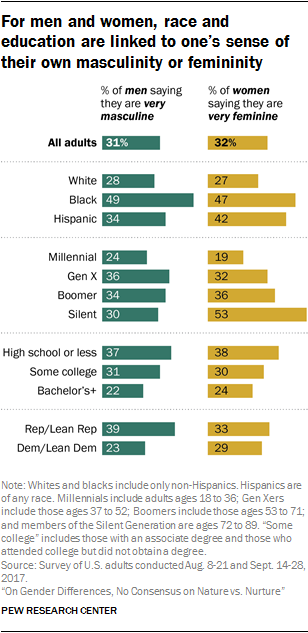 For men and women, race and
education are linked to one's sense of
their own masculinity or femininity
% of men saying they are very masculine
% of women saying they are very feminine
All adults 31% 32%
White 28 27
Black 49 47
Hispanic 34 42
Millennial 24 19
Gen X 36 32
Boomer 34 36
Silent 30 53
High school or less 37 38
Some college 31 30
Bachelor's+ 22 24
Rep/Lean Rep 39 33
Dem/Lean Dem 23 29
Note: Whites and blacks include only non-Hispanics. Hispanics are
of any race. Millennials include adults ages 18 to 36; Gen Xers
include those ages 37 to 52; Boomers include those ages 53 to 71;
and members of the Silent Generation are ages 72 to 89. "Some
college" includes those with an associate degree and those who
attended college but did not obtain a degree.
Source: Survey of U.S. adults conducted Aug. 8-21 and Sept. 14-28,
2017.
"On Gender Differences, No Consensus on Nature vs. Nurture"
PEW RESEARCH CENTER